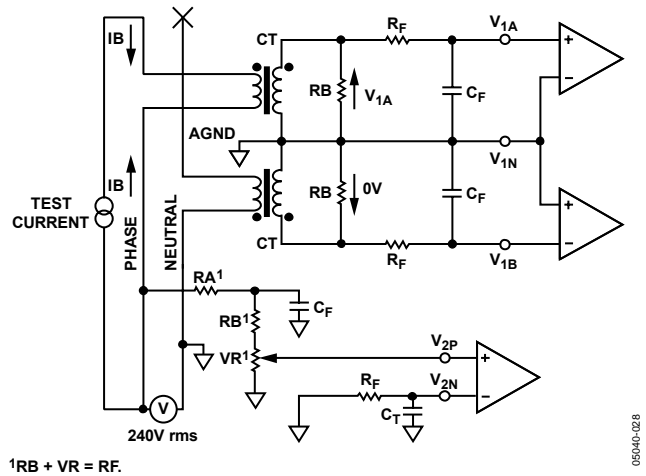 IB
CT
RF
V1A
+
−
RB
V1A
CF
AGND
V1N
IB
TEST
CURRENT
PHASE
NEUTRAL
RB
0V
CF
+
−
CT
RF
V1B
RA1
RB1
CF
VR1
V2P
+
RF
V2N
−
CT
V
240V rms
1RB + VR = RF.
05040-028